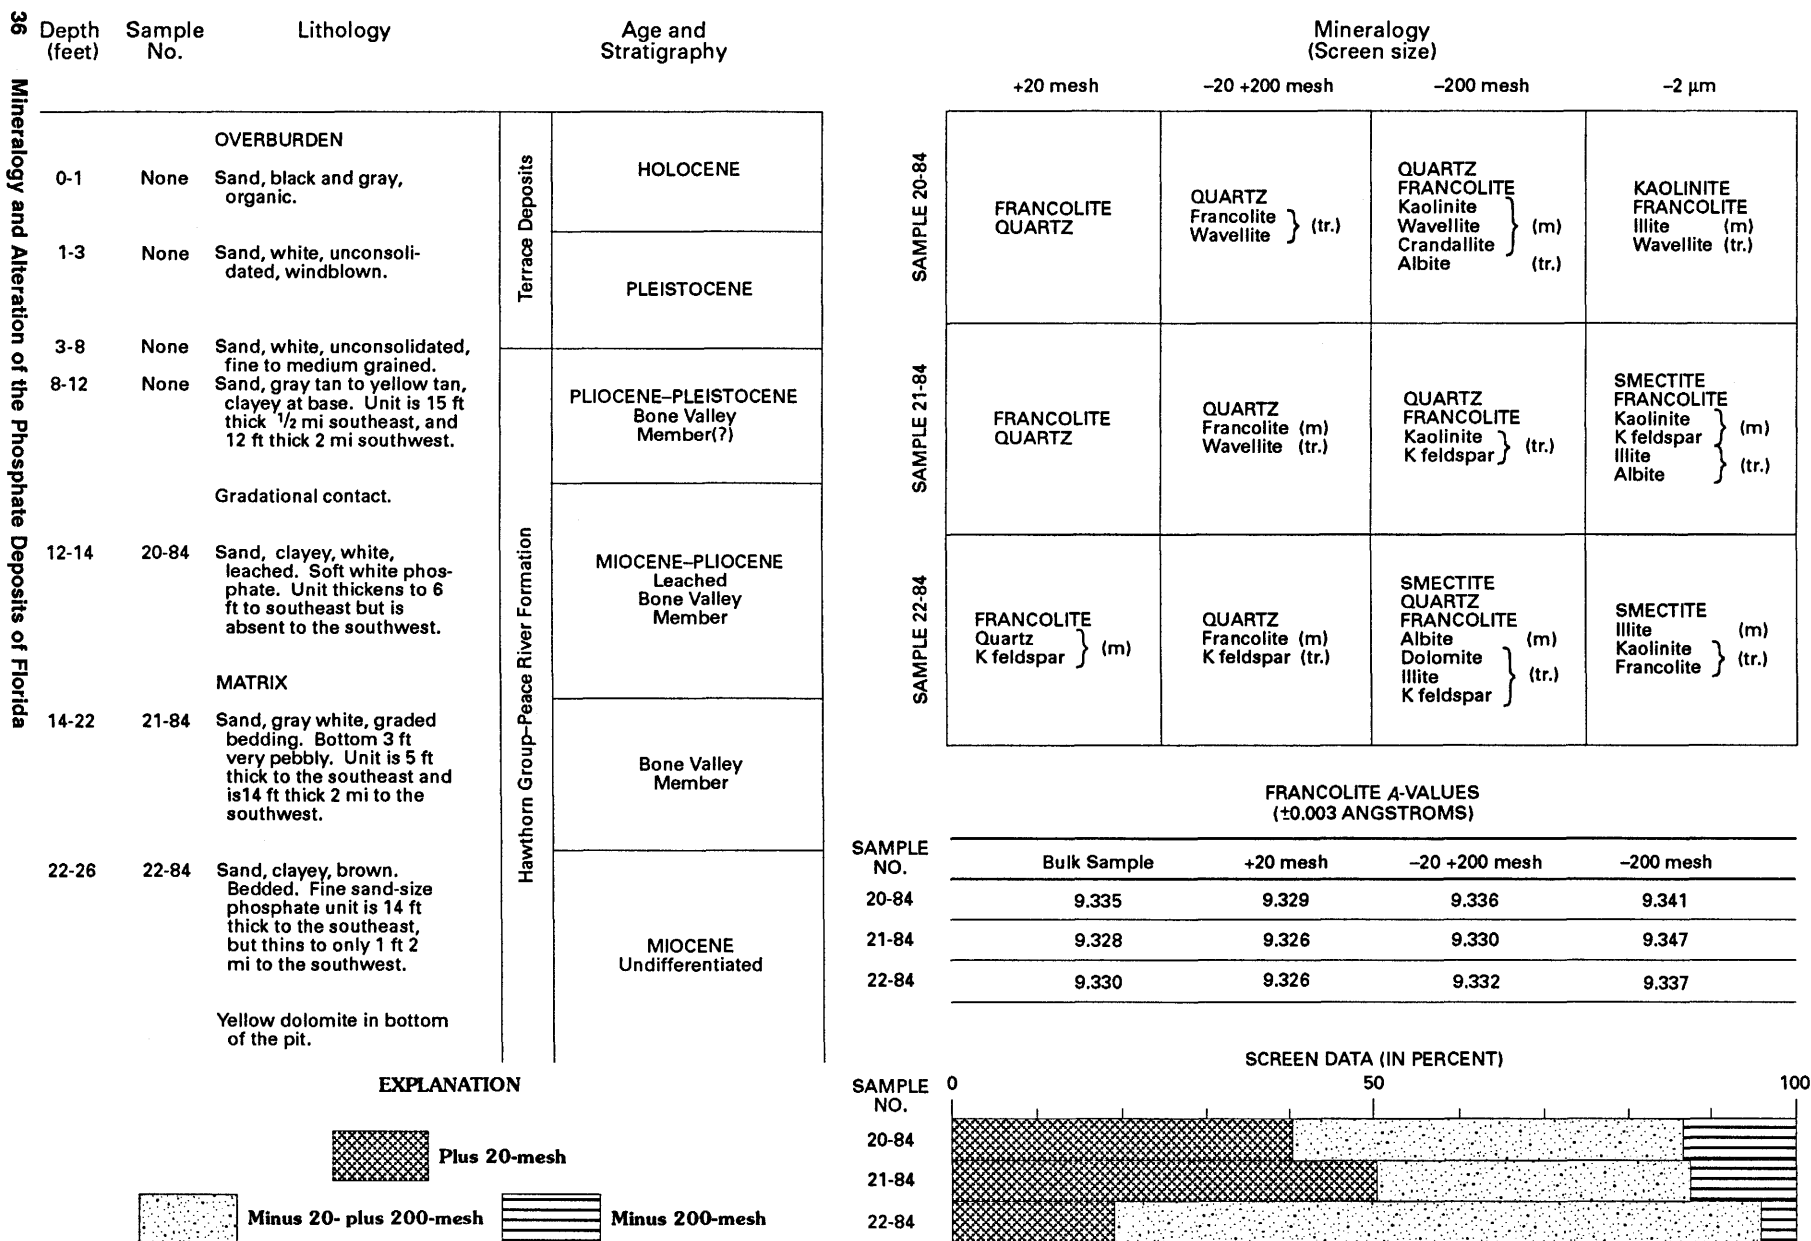 36 Mineralogy and Alteration of the Phosphate Deposits of Florida
Depth
(feet)
Sample
No.
Lithology
Age and
Stratigraphy
OVERBURDEN
0-1 None Sand, black and gray,
organic.
1-3 None Sand, white, unconsoli-
dated, windblown.
3-8 None Sand, white, unconsolidated,
fine to medium grained.
8-12 None Sand, gray tan to yellow tan,
clayey at base. Unit is 15 ft
thick 1/2 mi southeast, and
12 ft thick 2 mi southwest.
Gradational contact.
12-14 20-84 Sand, clayey, white,
leached. Soft white phos-
phate. Unit thickens to 6
ft to southeast but is
absent to the southwest.
MATRIX
14-22 21-84 Sand, gray white, graded
bedding. Bottom 3 ft
very pebbly. Unit is 5 ft
thick to the southeast and
is14 ft thick 2 mi to the
southwest.
22-26 22-84 Sand, clayey, brown.
Bedded. Fine sand-size
phosphate unit is 14 ft
thick to the southeast,
but thins to only 1 ft 2
mi to the southwest.
Yellow dolomite in bottom
of the pit.
Terrace Deposits
Hawthorn Group–Peace River Formation
HOLOCENE
PLEISTOCENE
PLIOCENE–PLEISTOCENE
Bone Valley
Member(?)
MIOCENE–PLIOCENE
Leached
Bone Valley
Member
Bone Valley
Member
MIOCENE
Undifferentiated
EXPLANATION
Plus 20-mesh
Minus 20- plus 200-mesh
Minus 200-mesh
Mineralogy
(Screen size)
+20 mesh –20 +200 mesh –200 mesh –2 µm
SAMPLE 20-84
FRANCOLITE
QUARTZ
QUARTZ
Francolite
Wavellite
(tr.)
QUARTZ
FRANCOLITE
Kaolinite
Wavellite (m)
Crandallite
Albite (tr.)
KAOLINITE
FRANCOLITE
Illite (m)
Wavellite (tr.)
SAMPLE 21-84
FRANCOLITE
QUARTZ
QUARTZ
Francolite (m)
Wavellite (tr.)
QUARTZ
FRANCOLITE
Kaolinite
K feldspar
(tr.)
SMECTITE
FRANCOLITE
Kaolinite
K feldspar
(m)
Illite
Albite
(tr.)
SAMPLE 22-84
FRANCOLITE
Quartz
K feldspar
(m)
QUARTZ
Francolite (m)
K feldspar (tr.)
SMECTITE
QUARTZ
FRANCOLITE
Albite (m)
Dolomite
Illite (tr.)
K feldspar
SMECTITE
Illite (m)
Kaolinite
Francolite
(tr.)
FRANCOLITE A-VALUES
(±0.003 ANGSTROMS)
SAMPLE
NO.
Bulk Sample +20 mesh –20 +200 mesh –200 mesh
20-84 9.335 9.329 9.336 9.341
21-84 9.328 9.326 9.330 9.347
22-84 9.330 9.326 9.332 9.337
SCREEN DATA (IN PERCENT)
SAMPLE
NO.
0 50 100
20-84
21-84
22-84